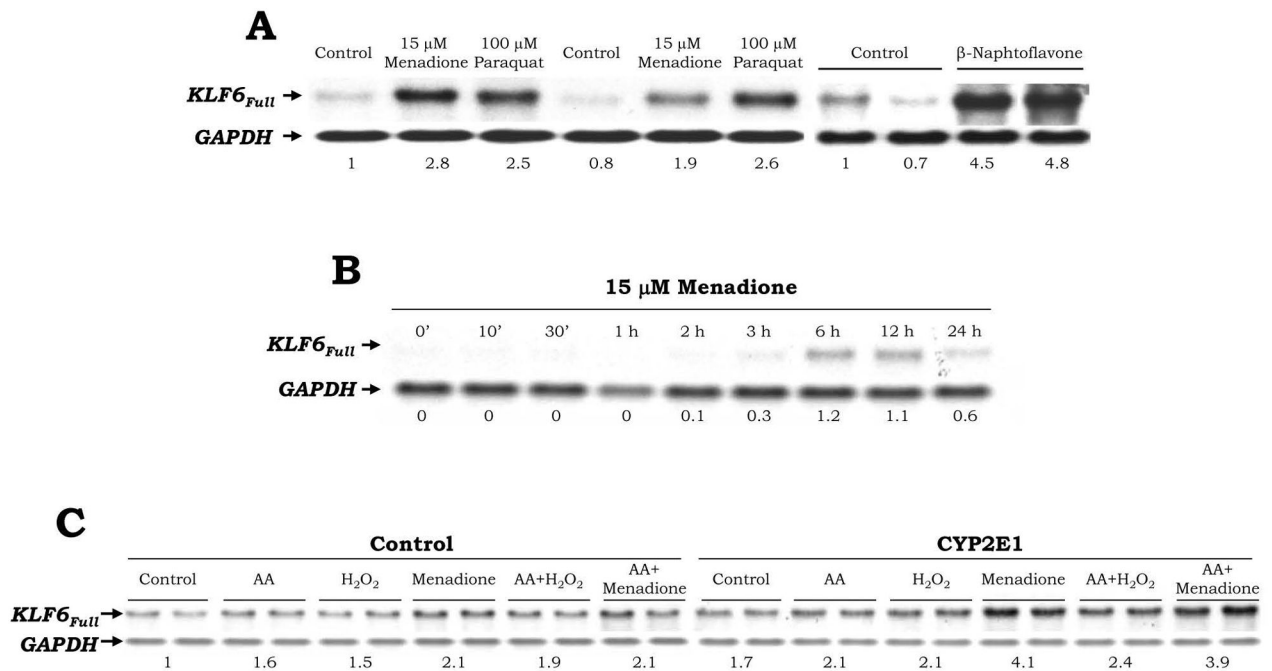 A
Control 15 μM Menadione 100 μM Paraquat Control 15 μM Menadione 100 μM Paraquat Control β-Naphtoflavone
KLF6Full
GAPDH
1 2.8 2.5 0.8 1.9 2.6 1 0.7 4.5 4.8
B
15 μM Menadione
0’ 10’ 30’ 1 h 2 h 3 h 6 h 12 h 24 h
KLF6Full
GAPDH
0 0 0 0 0.1 0.3 1.2 1.1 0.6
C
Control CYP2E1
Control AA H2O2 Menadione AA+H2O2 AA+ Menadione Control AA H2O2 Menadione AA+H2O2 AA+ Menadione
KLF6Full
GAPDH
1 1.6 1.5 2.1 1.9 2.1 1.7 2.1 2.1 4.1 2.4 3.9